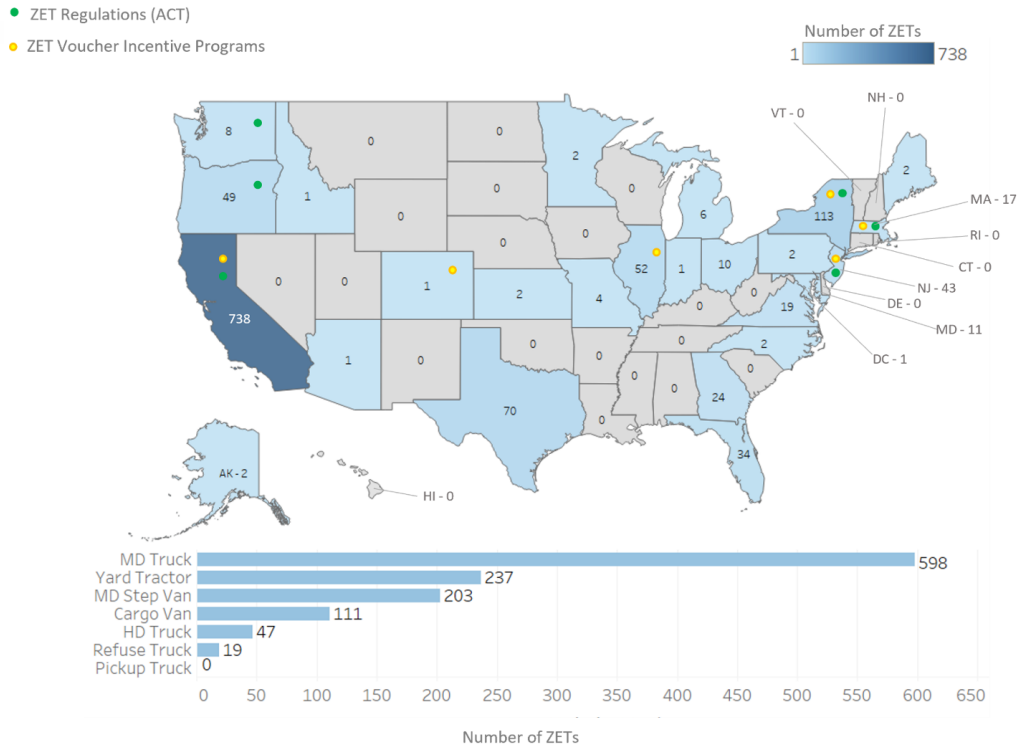 ZET Regulations (ACT)
ZET Voucher Incentive Programs
Number of ZETs
1 738
NH - 0
VT - 0
8
0
0
2
2
49
1
0
0
0
6
113
MA - 17
RI - 0
CT - 0
NJ - 43
DE - 0
MD - 11
DC - 1
738
0
0
1
0
2
0
4
52
1
10
2
0
0
19
1
0
0
0
0
2
0
0
0
24
70
0
34
AK - 2
HI - 0
MD Truck 598
Yard Tractor 237
MD Step Van 203
Cargo Van 111
HD Truck 47
Refuse Truck 19
Pickup Truck 0
0 50 100 150 200 250 300 350 400 450 500 550 600 650
Number of ZETs